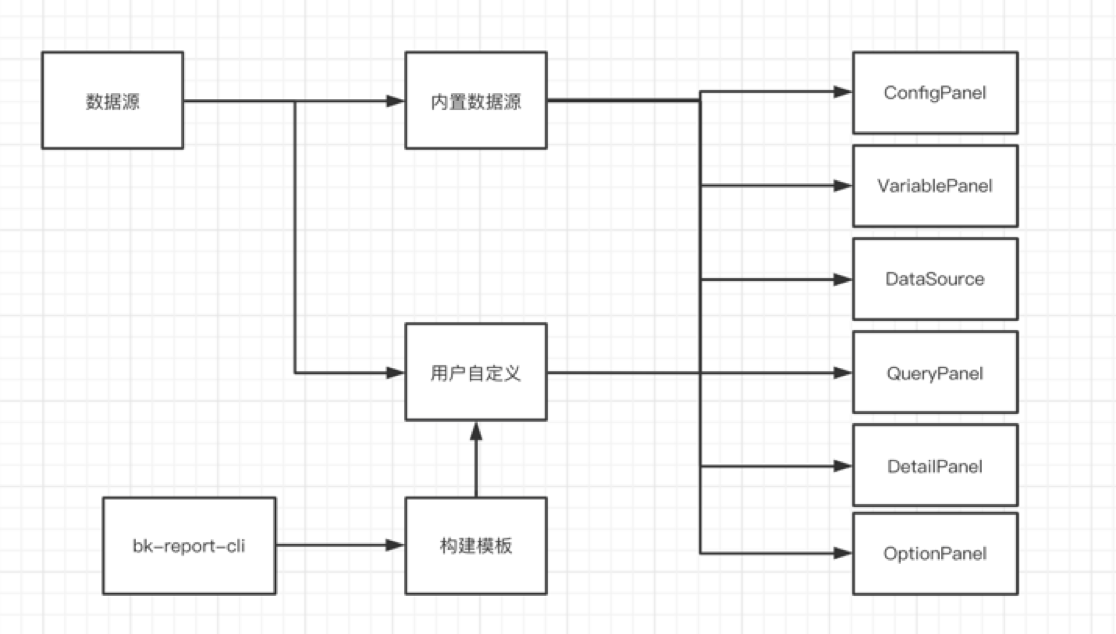 数据源
内置数据源
ConfigPanel
VariablePanel
DataSource
用户自定义
QueryPanel
DetailPanel
bk-report-cli
构建模板
OptionPanel